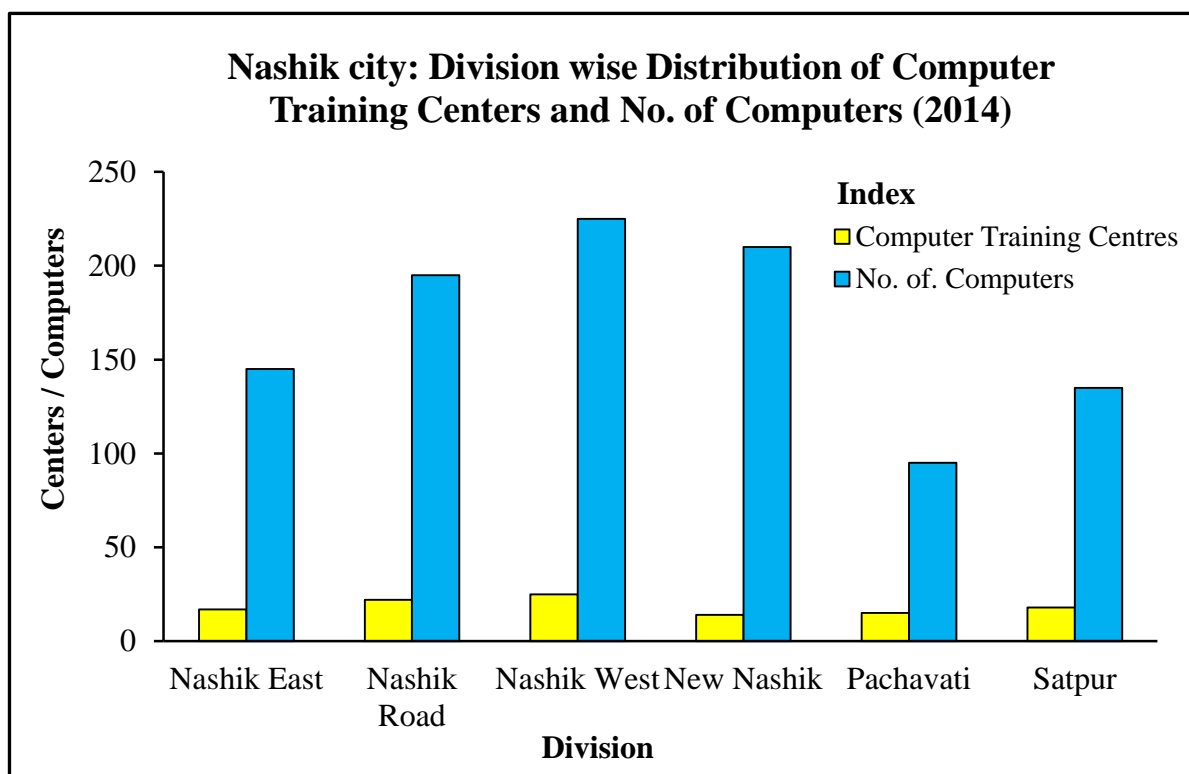 Nashik city: Division wise Distribution of Computer
Training Centers and No. of Computers (2014)
Centers / Computers
250
200
150
100
50
0
Index
Computer Training Centres
No. of. Computers
Nashik East
Nashik
Road
Nashik West
New Nashik
Pachavati
Satpur
Division